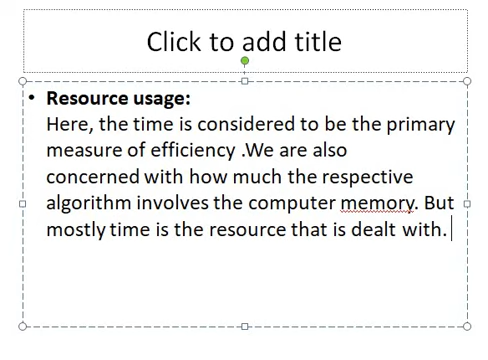 Click to add title
• Resource usage:
Here, the time is considered to be the primary
measure of efficiency .We are also
concerned with how much the respective
algorithm involves the computer memory. But
mostly time is the resource that is dealt with.